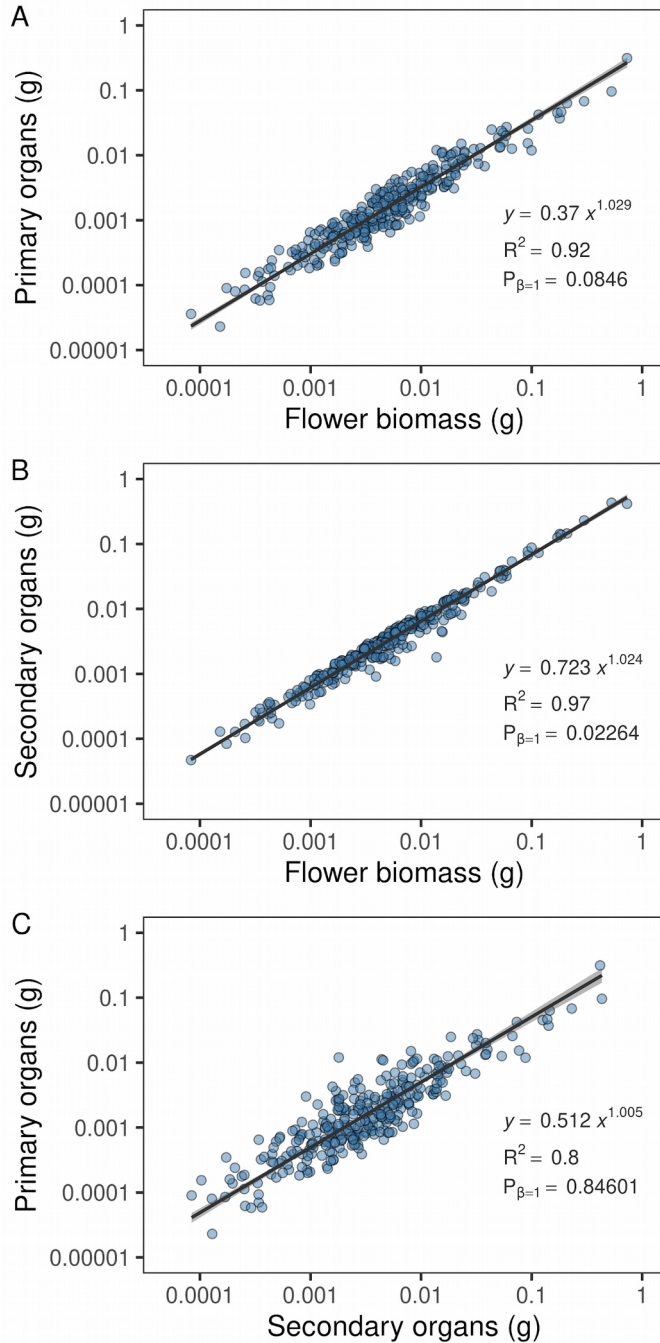 A
Primary organs (g)
1
0.1
0.01
0.001
0.0001
0.00001
y = 0.37 x^1.029
R² = 0.92
Pβ=1 = 0.0846
0.0001 0.001 0.01 0.1 1
Flower biomass (g)
B
Secondary organs (g)
1
0.1
0.01
0.001
0.0001
0.00001
y = 0.723 x^1.024
R² = 0.97
Pβ=1 = 0.02264
0.0001 0.001 0.01 0.1 1
Flower biomass (g)
C
Primary organs (g)
1
0.1
0.01
0.001
0.0001
0.00001
y = 0.512 x^1.005
R² = 0.8
Pβ=1 = 0.84601
0.0001 0.001 0.01 0.1 1
Secondary organs (g)